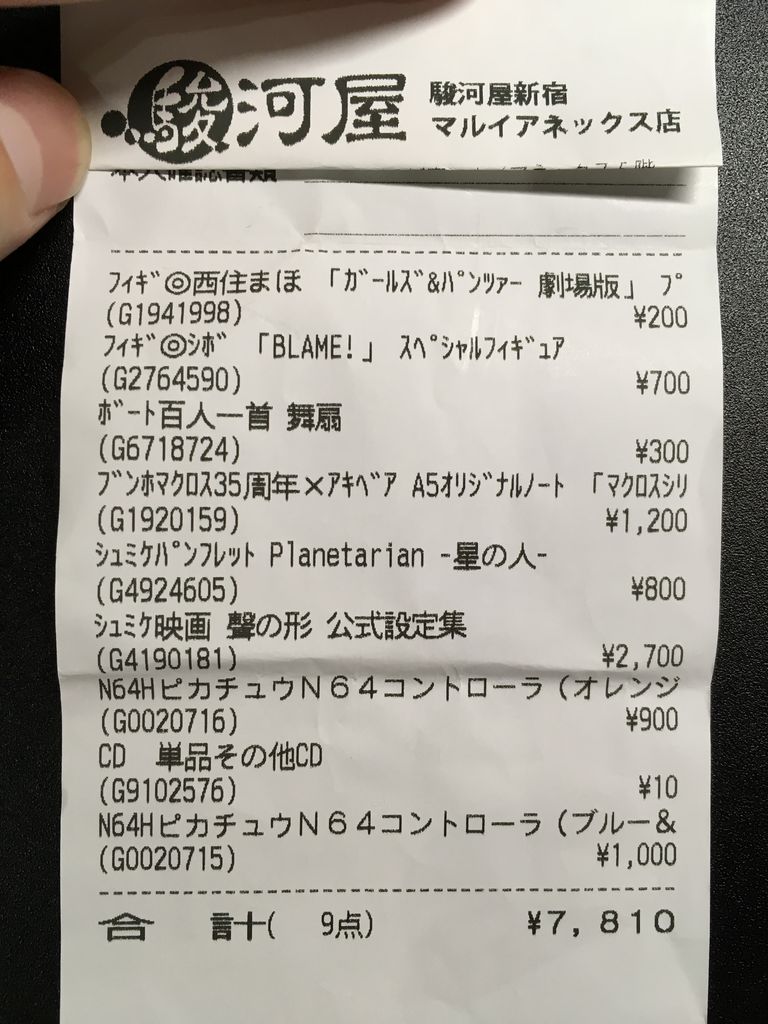 駿河屋
駿河屋新宿
マルイアネックス店
ﾌｨｷﾞ◎西住まほ 「ｶﾞｰﾙｽﾞ&ﾊﾟﾝﾂｧｰ 劇場版」 ﾌﾟ
(G1941998) ¥200
ﾌｨｷﾞ◎ｼﾎﾞ 「BLAME!」 ｽﾍﾟｼｬﾙﾌｨｷﾞｭｱ
(G2764590) ¥700
ﾎﾞｰﾄ百人一首 舞扇
(G6718724) ¥300
ﾌﾞﾝﾎﾏｸﾛｽ35周年×ｱｷﾍﾞｱ A5ｵﾘｼﾞﾅﾙﾉｰﾄ 「ﾏｸﾛｽｼﾘ
(G1920159) ¥1,200
ｼｭﾐｹﾊﾟﾝﾌﾚｯﾄ Planetarian -星の人-
(G4924605) ¥800
ｼｭﾐｹ映画 聲の形 公式設定集
(G4190181) ¥2,700
N64HピカチュウＮ６４コントローラ（オレンジ
(G0020716) ¥900
CD 単品その他CD
(G9102576) ¥10
N64HピカチュウＮ６４コントローラ（ブルー＆
(G0020715) ¥1,000
合 計( 9点) ¥7,810